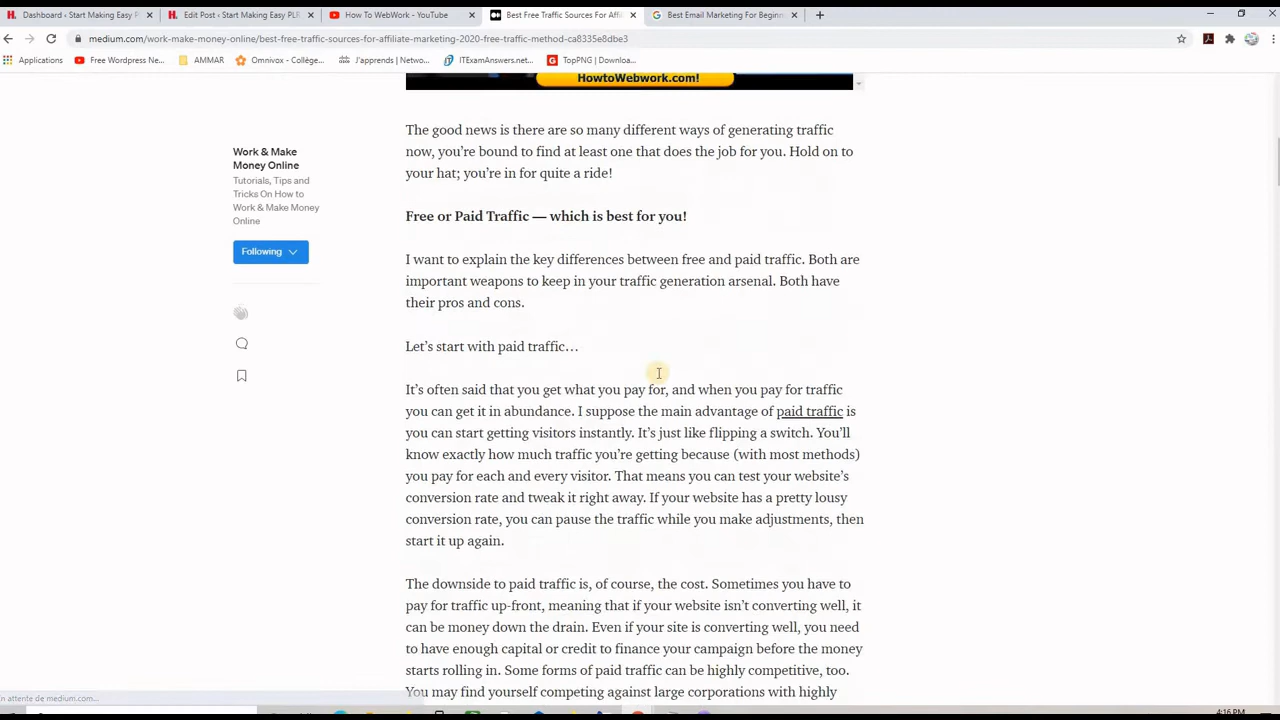 Dashboard ‹ Start Making Easy P
Edit Post ‹ Start Making Easy PLR
How To WebWork - YouTube
Best Free Traffic Sources For Affi
Best Email Marketing For Beginn
medium.com/work-make-money-online/best-free-traffic-sources-for-affiliate-marketing-2020-free-traffic-method-ca8335e8dbe3
Applications
Free Wordpress Ne...
AMMAR
Omnivox - Collège...
J'apprends | Netwo...
ITExamAnswers.net...
TopPNG | Downloa...
HowtoWebwork.com!
The good news is there are so many different ways of generating traffic
now, you’re bound to find at least one that does the job for you. Hold on to
your hat; you’re in for quite a ride!
Work & Make
Money Online
Tutorials, Tips and
Tricks On How to
Work & Make Money
Online
Following
Free or Paid Traffic — which is best for you!
I want to explain the key differences between free and paid traffic. Both are
important weapons to keep in your traffic generation arsenal. Both have
their pros and cons.
Let’s start with paid traffic…
It’s often said that you get what you pay for, and when you pay for traffic
you can get it in abundance. I suppose the main advantage of paid traffic is
you can start getting visitors instantly. It’s just like flipping a switch. You’ll
know exactly how much traffic you’re getting because (with most methods)
you pay for each and every visitor. That means you can test your website’s
conversion rate and tweak it right away. If your website has a pretty lousy
conversion rate, you can pause the traffic while you make adjustments, then
start it up again.
The downside to paid traffic is, of course, the cost. Sometimes you have to
pay for traffic up-front, meaning that if your website isn’t converting well, it
can be money down the drain. Even if your site is converting well, you need
to have enough capital or credit to finance your campaign before the money
starts rolling in. Some forms of paid traffic can be highly competitive, too.
You may find yourself competing against large corporations with highly
En attente de medium.com...
4:16 PM